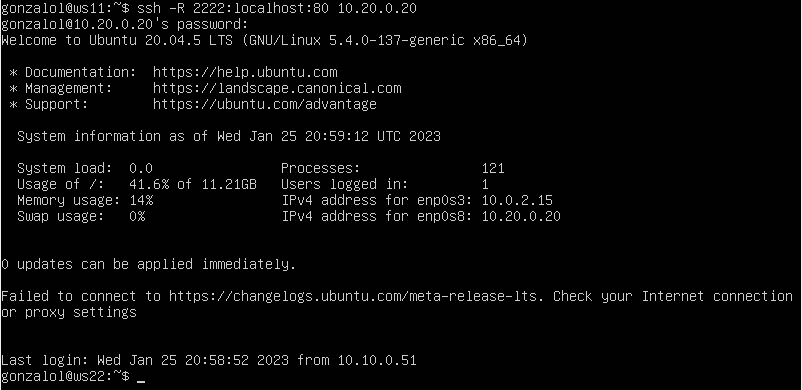 gonzalol@ws11:~$ ssh -R 2222:localhost:80 10.20.0.20
gonzalol@10.20.0.20's password:
Welcome to Ubuntu 20.04.5 LTS (GNU/Linux 5.4.0-137-generic x86_64)

 * Documentation:  https://help.ubuntu.com
 * Management:     https://landscape.canonical.com
 * Support:        https://ubuntu.com/advantage

  System information as of Wed Jan 25 20:59:12 UTC 2023

  System load:  0.0                Processes:               121
  Usage of /:   41.6% of 11.21GB   Users logged in:         1
  Memory usage: 14%                IPv4 address for enp0s3: 10.0.2.15
  Swap usage:   0%                 IPv4 address for enp0s8: 10.20.0.20


0 updates can be applied immediately.

Failed to connect to https://changelogs.ubuntu.com/meta-release-lts. Check your Internet connection
or proxy settings


Last login: Wed Jan 25 20:58:52 2023 from 10.10.0.51
gonzalol@ws22:~$ _